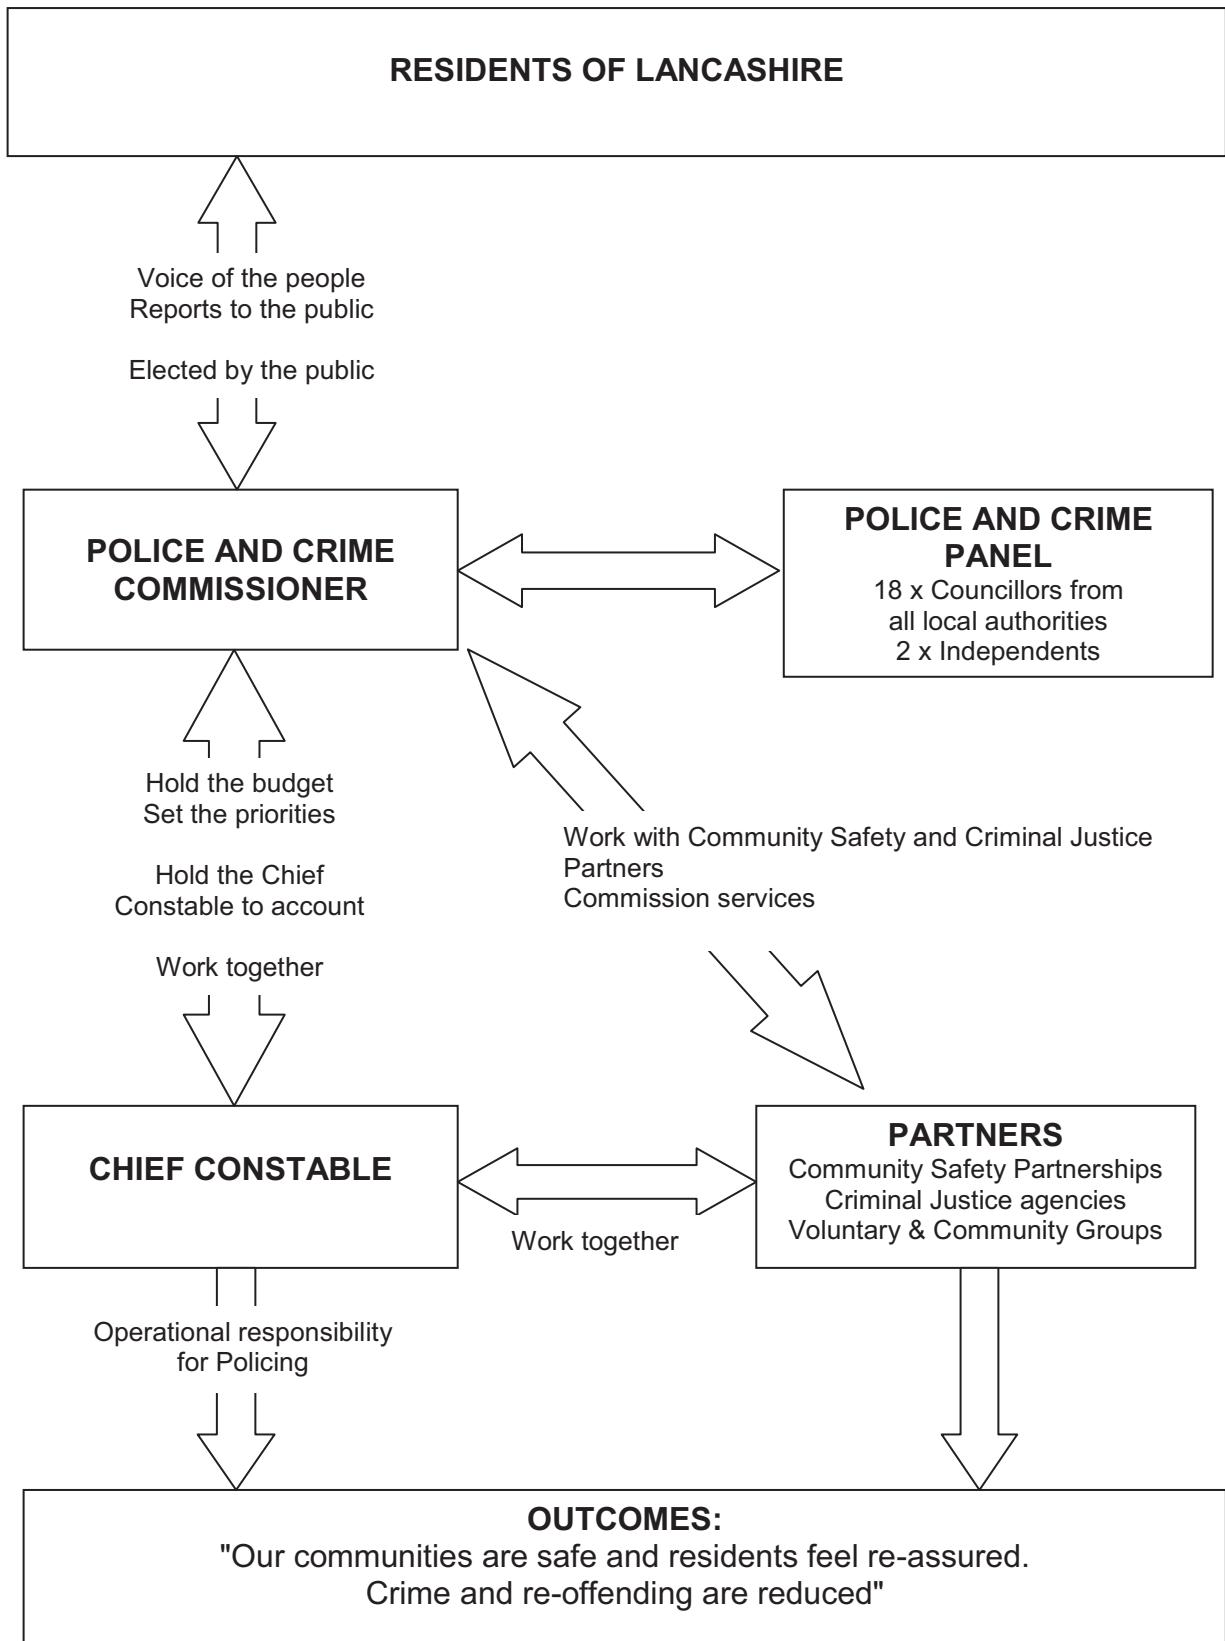 RESIDENTS OF LANCASHIRE
Voice of the people
Reports to the public
Elected by the public
POLICE AND CRIME
COMMISSIONER
POLICE AND CRIME
PANEL
18 x Councillors from
all local authorities
2 x Independents
Hold the budget
Set the priorities
Hold the Chief
Constable to account
Work together
Work with Community Safety and Criminal Justice
Partners
Commission services
CHIEF CONSTABLE
Work together
PARTNERS
Community Safety Partnerships
Criminal Justice agencies
Voluntary & Community Groups
Operational responsibility
for Policing
OUTCOMES:
"Our communities are safe and residents feel re-assured.
Crime and re-offending are reduced"